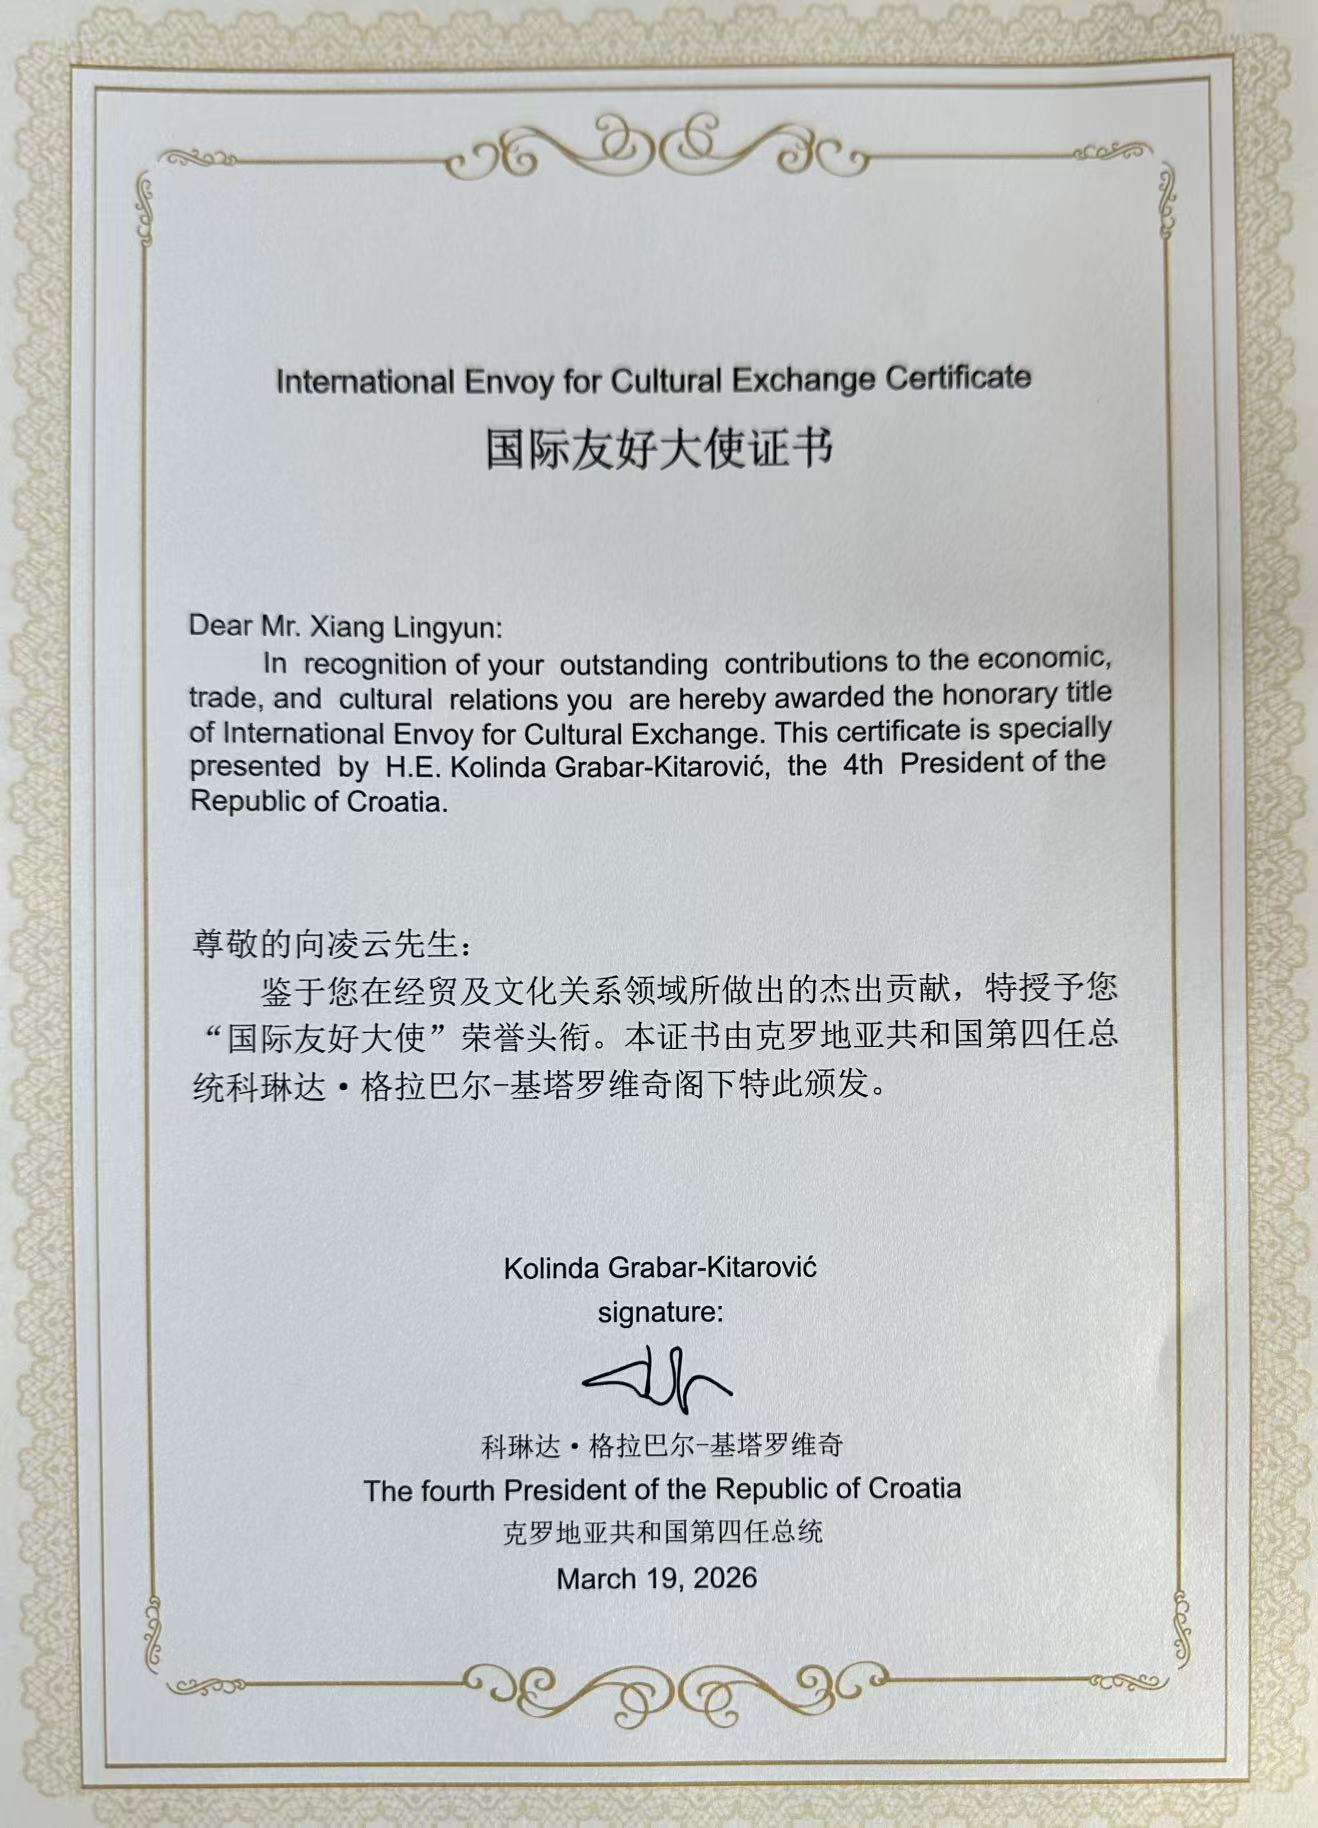 International Envoy for Cultural Exchange Certificate
国际友好大使证书
Dear Mr. Xiang Lingyun:
In recognition of your outstanding contributions to the economic,
trade, and cultural relations you are hereby awarded the honorary title
of International Envoy for Cultural Exchange. This certificate is specially
presented by H.E. Kolinda Grabar-Kitarović, the 4th President of the
Republic of Croatia.
尊敬的向凌云先生：
鉴于您在经贸及文化关系领域所做出的杰出贡献，特授予您
“国际友好大使”荣誉头衔。本证书由克罗地亚共和国第四任总
统科琳达·格拉巴尔-基塔罗维奇阁下特此颁发。
Kolinda Grabar-Kitarović
signature:
科琳达·格拉巴尔-基塔罗维奇
The fourth President of the Republic of Croatia
克罗地亚共和国第四任总统
March 19, 2026